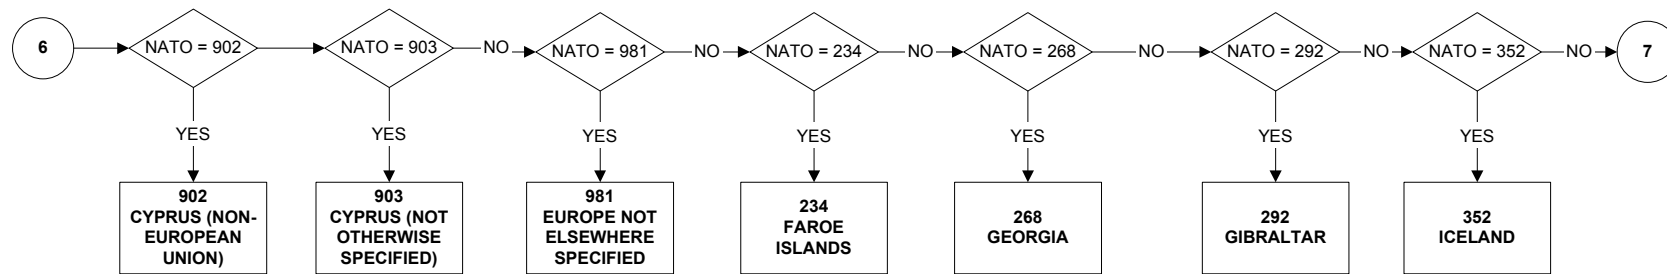 6
NATO = 902
NATO = 903
NO
NATO = 981
NO
NATO = 234
NO
NATO = 268
NO
NATO = 292
NO
NATO = 352
NO
7
YES
YES
YES
YES
YES
YES
YES
902
CYPRUS (NON-
EUROPEAN
UNION)
903
CYPRUS (NOT
OTHERWISE
SPECIFIED)
981
EUROPE NOT
ELSEWHERE
SPECIFIED
234
FAROE
ISLANDS
268
GEORGIA
292
GIBRALTAR
352
ICELAND